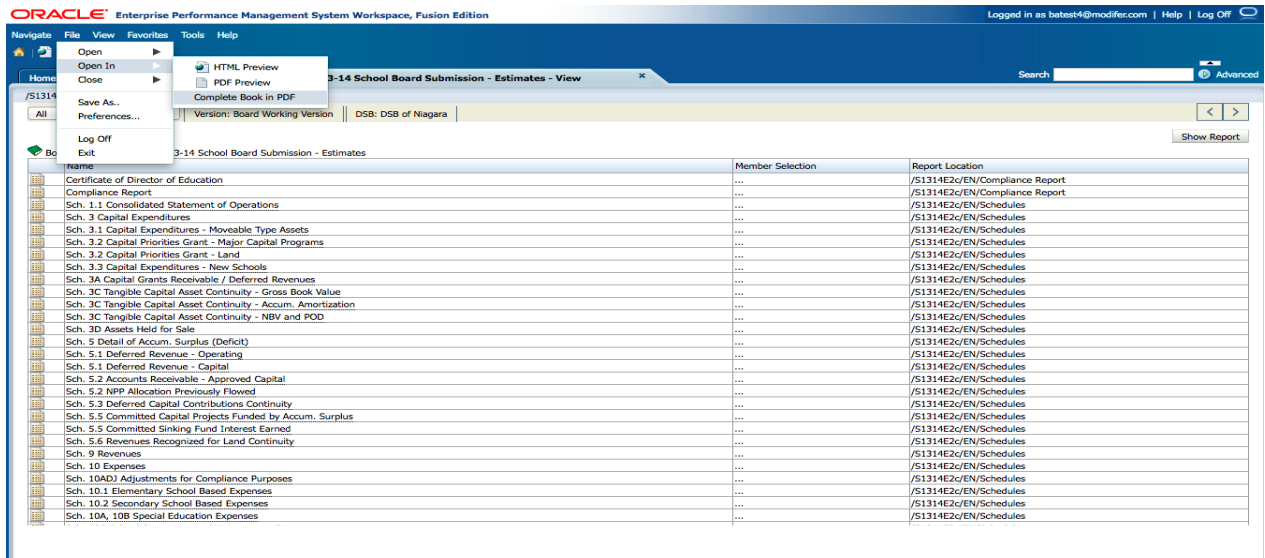 ORACLE® Enterprise Performance Management System Workspace, Fusion Edition
Logged in as batest4@modifer.com | Help | Log Off
Navigate File View Favorites Tools Help
Open
Open In
Close
Save As..
Preferences...
Log Off
Exit
HTML Preview
PDF Preview
Complete Book in PDF
Home 3-14 School Board Submission - Estimates - View x Search Advanced
/S1314
All Version: Board Working Version DSB: DSB of Niagara < >
Show Report
Bo 3-14 School Board Submission - Estimates
Name Member Selection Report Location
Certificate of Director of Education ... /S1314E2c/EN/Compliance Report
Compliance Report ... /S1314E2c/EN/Compliance Report
Sch. 1.1 Consolidated Statement of Operations ... /S1314E2c/EN/Schedules
Sch. 3 Capital Expenditures ... /S1314E2c/EN/Schedules
Sch. 3.1 Capital Expenditures - Moveable Type Assets ... /S1314E2c/EN/Schedules
Sch. 3.2 Capital Priorities Grant - Major Capital Programs ... /S1314E2c/EN/Schedules
Sch. 3.2 Capital Priorities Grant - Land ... /S1314E2c/EN/Schedules
Sch. 3.3 Capital Expenditures - New Schools ... /S1314E2c/EN/Schedules
Sch. 3A Capital Grants Receivable / Deferred Revenues ... /S1314E2c/EN/Schedules
Sch. 3C Tangible Capital Asset Continuity - Gross Book Value ... /S1314E2c/EN/Schedules
Sch. 3C Tangible Capital Asset Continuity - Accum. Amortization ... /S1314E2c/EN/Schedules
Sch. 3C Tangible Capital Asset Continuity - NBV and POD ... /S1314E2c/EN/Schedules
Sch. 3D Assets Held for Sale ... /S1314E2c/EN/Schedules
Sch. 5 Detail of Accum. Surplus (Deficit) ... /S1314E2c/EN/Schedules
Sch. 5.1 Deferred Revenue - Operating ... /S1314E2c/EN/Schedules
Sch. 5.1 Deferred Revenue - Capital ... /S1314E2c/EN/Schedules
Sch. 5.2 Accounts Receivable - Approved Capital ... /S1314E2c/EN/Schedules
Sch. 5.2 NPP Allocation Previously Flowed ... /S1314E2c/EN/Schedules
Sch. 5.3 Deferred Capital Contributions Continuity ... /S1314E2c/EN/Schedules
Sch. 5.5 Committed Capital Projects Funded by Accum. Surplus ... /S1314E2c/EN/Schedules
Sch. 5.5 Committed Sinking Fund Interest Earned ... /S1314E2c/EN/Schedules
Sch. 5.6 Revenues Recognized for Land Continuity ... /S1314E2c/EN/Schedules
Sch. 9 Revenues ... /S1314E2c/EN/Schedules
Sch. 10 Expenses ... /S1314E2c/EN/Schedules
Sch. 10ADJ Adjustments for Compliance Purposes ... /S1314E2c/EN/Schedules
Sch. 10.1 Elementary School Based Expenses ... /S1314E2c/EN/Schedules
Sch. 10.2 Secondary School Based Expenses ... /S1314E2c/EN/Schedules
Sch. 10A, 10B Special Education Expenses ... /S1314E2c/EN/Schedules